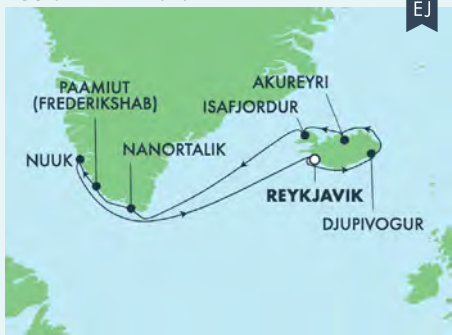 EJ
PAAMIUT
(FREDERIKSHAB)
AKUREYRI
ISAFJORDUR
NUUK
NANORTALIK
REYKJAVIK
DJUPIVOGUR